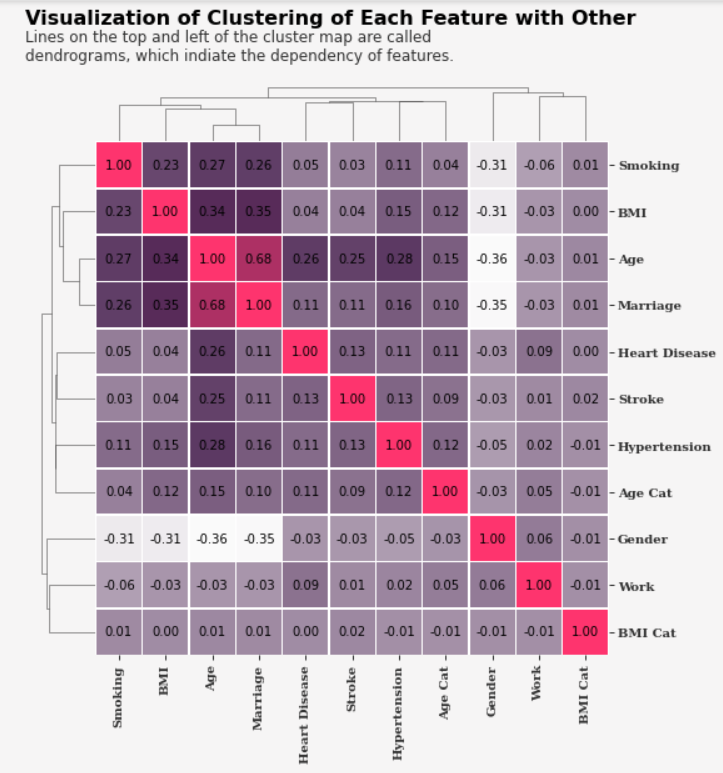 Visualization of Clustering of Each Feature with Other
Lines on the top and left of the cluster map are called
dendrograms, which indiate the dependency of features.
1.00 0.23 0.27 0.26 0.05 0.03 0.11 0.04 -0.31 -0.06 0.01 Smoking
0.23 1.00 0.34 0.35 0.04 0.04 0.15 0.12 -0.31 -0.03 0.00 BMI
0.27 0.34 1.00 0.68 0.26 0.25 0.28 0.15 -0.36 -0.03 0.01 Age
0.26 0.35 0.68 1.00 0.11 0.11 0.16 0.10 -0.35 -0.03 0.01 Marriage
0.05 0.04 0.26 0.11 1.00 0.13 0.11 0.11 -0.03 0.09 0.00 Heart Disease
0.03 0.04 0.25 0.11 0.13 1.00 0.13 0.09 -0.03 0.01 0.02 Stroke
0.11 0.15 0.28 0.16 0.11 0.13 1.00 0.12 -0.05 0.02 -0.01 Hypertension
0.04 0.12 0.15 0.10 0.11 0.09 0.12 1.00 -0.03 0.05 -0.01 Age Cat
-0.31 -0.31 -0.36 -0.35 -0.03 -0.03 -0.05 -0.03 1.00 0.06 -0.01 Gender
-0.06 -0.03 -0.03 -0.03 0.09 0.01 0.02 0.05 0.06 1.00 -0.01 Work
0.01 0.00 0.01 0.01 0.00 0.02 -0.01 -0.01 -0.01 -0.01 1.00 BMI Cat
Smoking
BMI
Age
Marriage
Heart Disease
Stroke
Hypertension
Age Cat
Gender
Work
BMI Cat